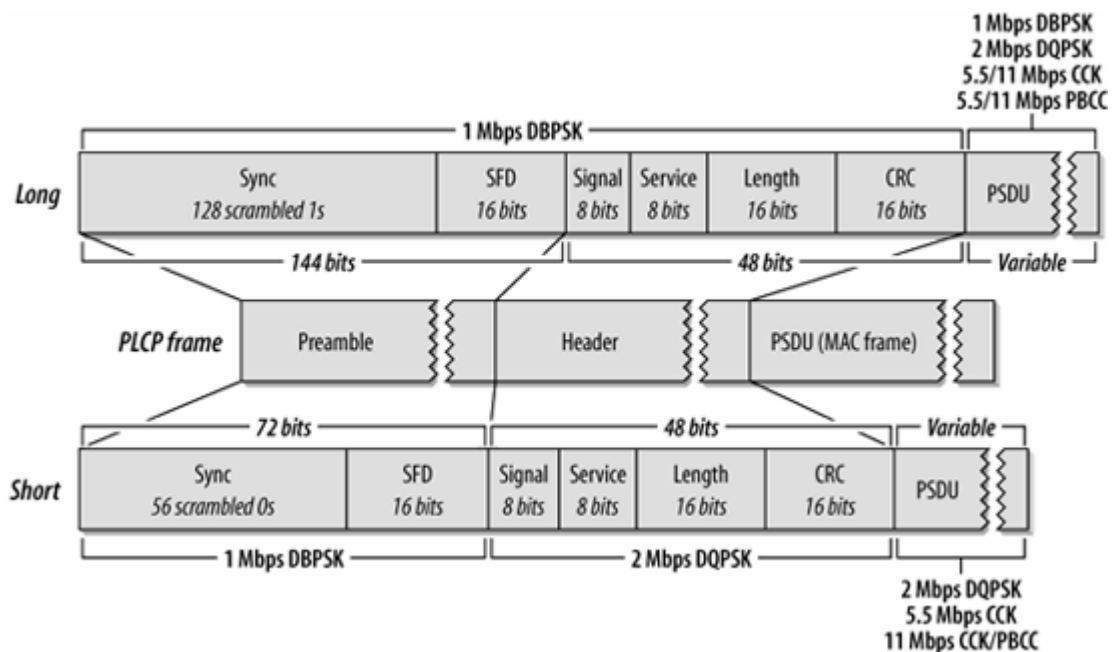 1 Mbps DBPSK
2 Mbps DQPSK
5.5/11 Mbps CCK
5.5/11 Mbps PBCC
1 Mbps DBPSK
Long
Sync
128 scrambled 1s
SFD
16 bits
Signal
8 bits
Service
8 bits
Length
16 bits
CRC
16 bits
PSDU
144 bits
48 bits
Variable
PLCP frame
Preamble
Header
PSDU (MAC frame)
72 bits
48 bits
Variable
Short
Sync
56 scrambled 0s
SFD
16 bits
Signal
8 bits
Service
8 bits
Length
16 bits
CRC
16 bits
PSDU
1 Mbps DBPSK
2 Mbps DQPSK
2 Mbps DQPSK
5.5 Mbps CCK
11 Mbps CCK/PBCC